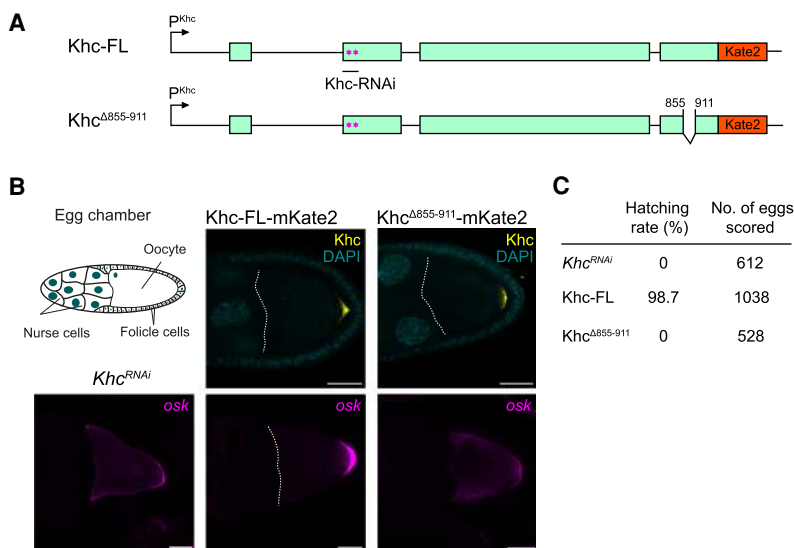 A
Khc-FL
P^Khc
**
Kate2
Khc-RNAi
Khc^Δ855-911
P^Khc
**
855 911
Kate2
B
Egg chamber
Oocyte
Nurse cells
Folicle cells
Khc-FL-mKate2
Khc
DAPI
Khc^Δ855-911-mKate2
Khc
DAPI
Khc^RNAi
osk
osk
osk
C
Hatching rate (%) No. of eggs scored
Khc^RNAi 0 612
Khc-FL 98.7 1038
Khc^Δ855-911 0 528